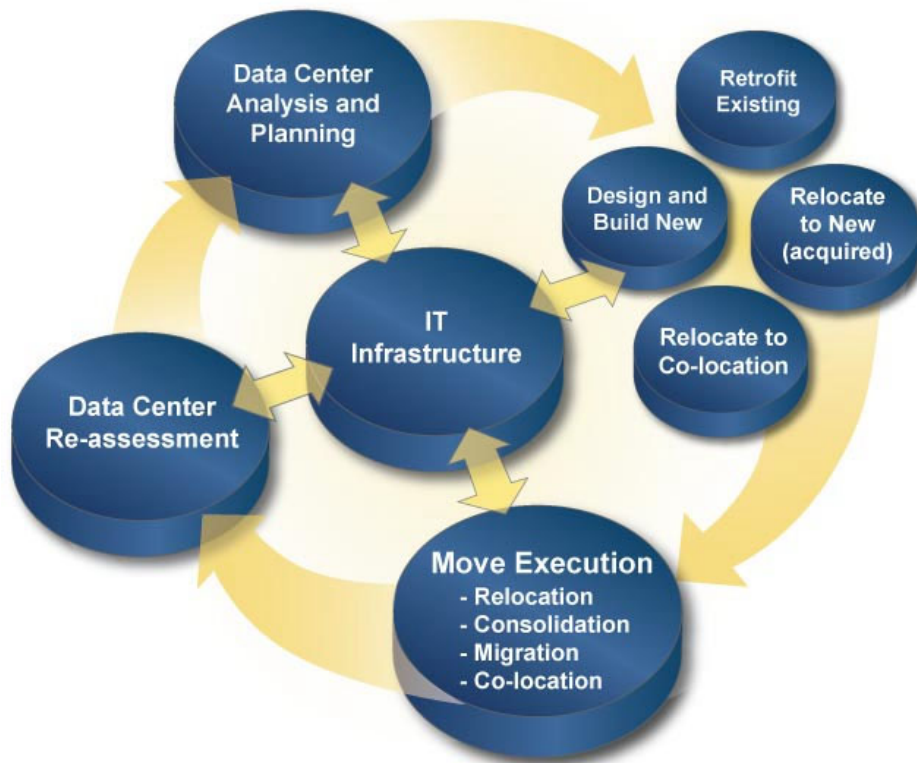 Data Center
Analysis and
Planning
Retrofit
Existing
Design and
Build New
Relocate
to New
(acquired)
Relocate to
Co-location
IT
Infrastructure
Data Center
Re-assessment
Move Execution
- Relocation
- Consolidation
- Migration
- Co-location